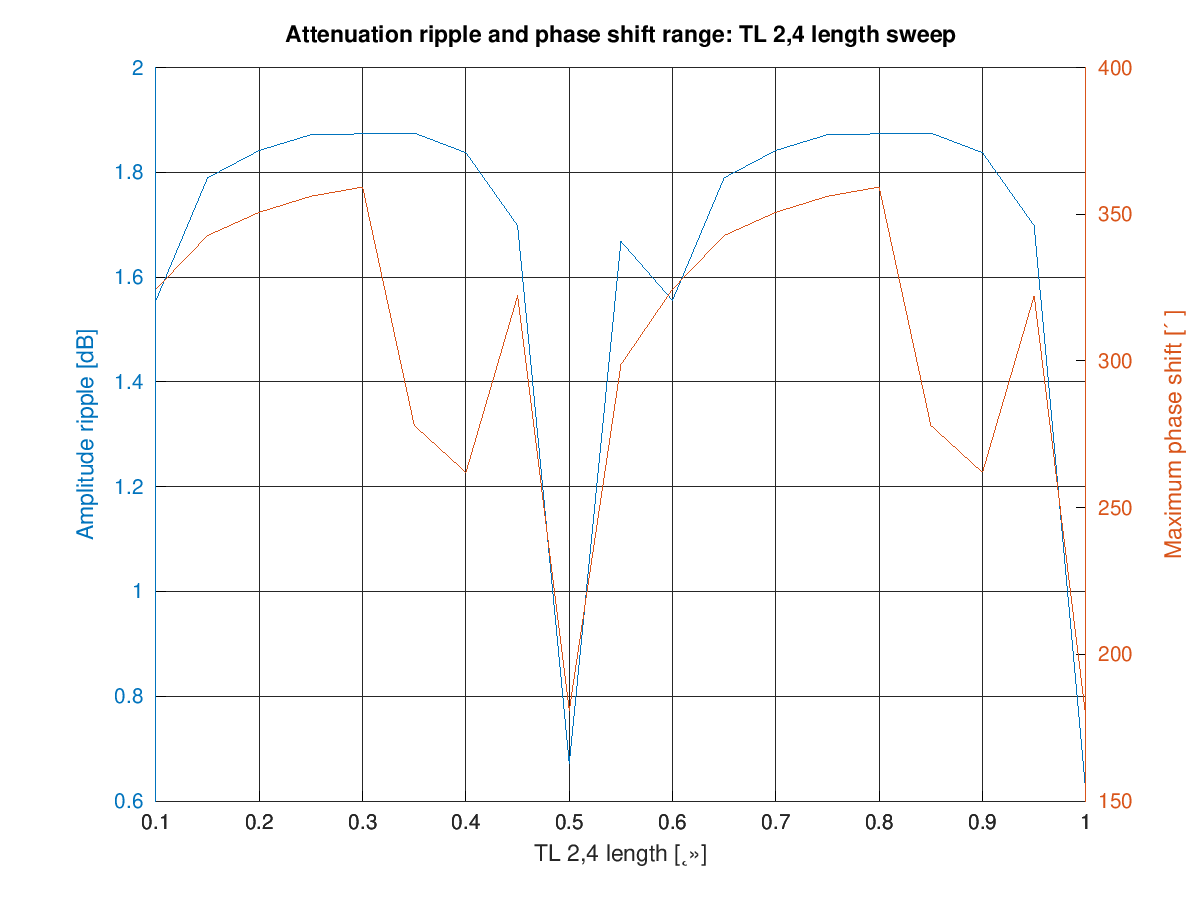 Attenuation ripple and phase shift range: TL 2,4 length sweep
2
1.8
1.6
1.4
1.2
1
0.8
0.6
Amplitude ripple [dB]
400
350
300
250
200
150
Maximum phase shift [´ ]
0.1 0.2 0.3 0.4 0.5 0.6 0.7 0.8 0.9 1
TL 2,4 length [˛»]